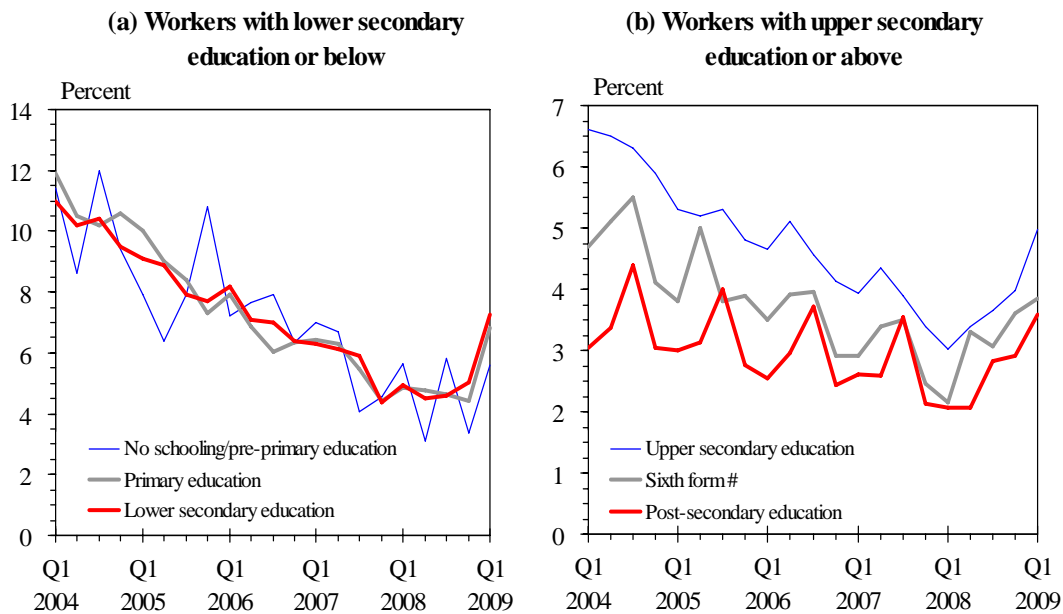 (a) Workers with lower secondary
education or below
Percent
14
12
10
8
6
4
2
0
No schooling/pre-primary education
Primary education
Lower secondary education
Q1 Q1 Q1 Q1 Q1 Q1
2004 2005 2006 2007 2008 2009
(b) Workers with upper secondary
education or above
Percent
7
6
5
4
3
2
1
0
Upper secondary education
Sixth form #
Post-secondary education
Q1 Q1 Q1 Q1 Q1 Q1
2004 2005 2006 2007 2008 2009